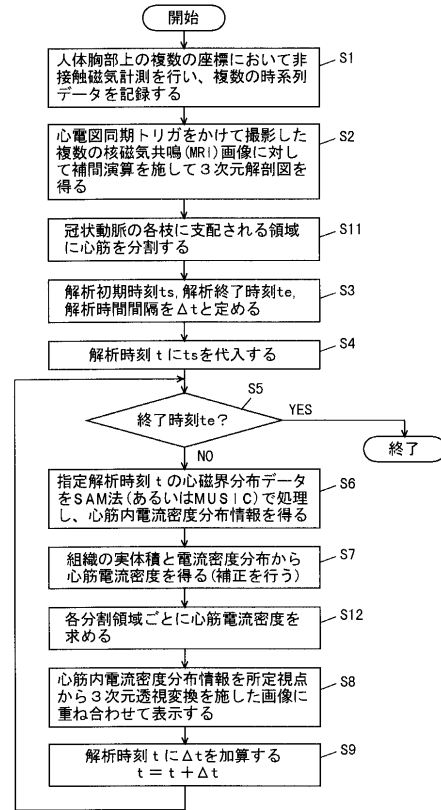 開始
人体胸部上の複数の座標において非
接触磁気計測を行い、複数の時系列
データを記録する
S1
心電図同期トリガをかけて撮影した
複数の核磁気共鳴(MRI)画像に対し
て補間演算を施して3次元解剖図を
得る
S2
冠状動脈の各枝に支配される領域
に心筋を分割する
S11
解析初期時刻ts,解析終了時刻te,
解析時間間隔をΔtと定める
S3
解析時刻tにtsを代入する
S4
S5
終了時刻te?
YES
終了
NO
指定解析時刻tの心磁界分布データ
をSAM法(あるいはMUSIC)で処理
し、心筋内電流密度分布情報を得る
S6
組織の実体積と電流密度分布から
心筋電流密度を得る(補正を行う)
S7
各分割領域ごとに心筋電流密度を
求める
S12
心筋内電流密度分布情報を所定視点
から3次元透視変換を施した画像に
重ね合わせて表示する
S8
解析時刻tにΔtを加算する
t=t+Δt
S9